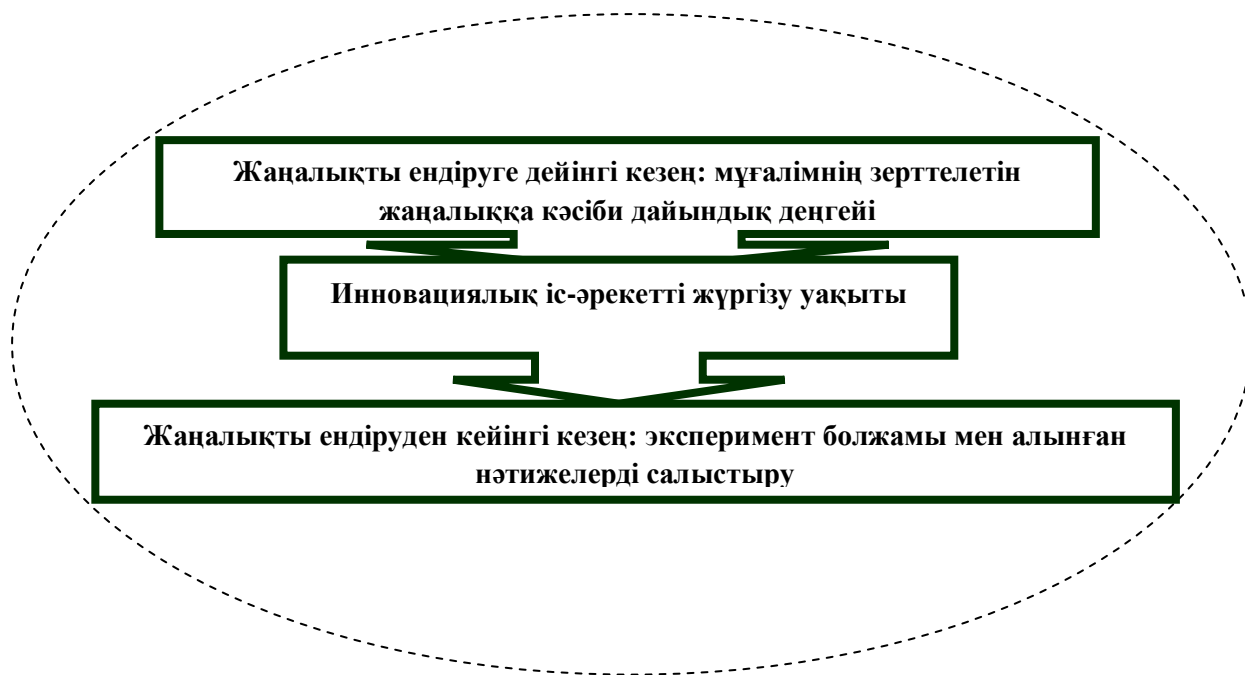 Жаңалықты ендіруге дейінгі кезең: мұғалімнің зерттелетін
жаңалыққа кәсіби дайындық деңгейі
Инновациялық іс-әрекетті жүргізу уақыты
Жаңалықты ендіруден кейінгі кезең: эксперимент болжамы мен алынған
нәтижелерді салыстыру